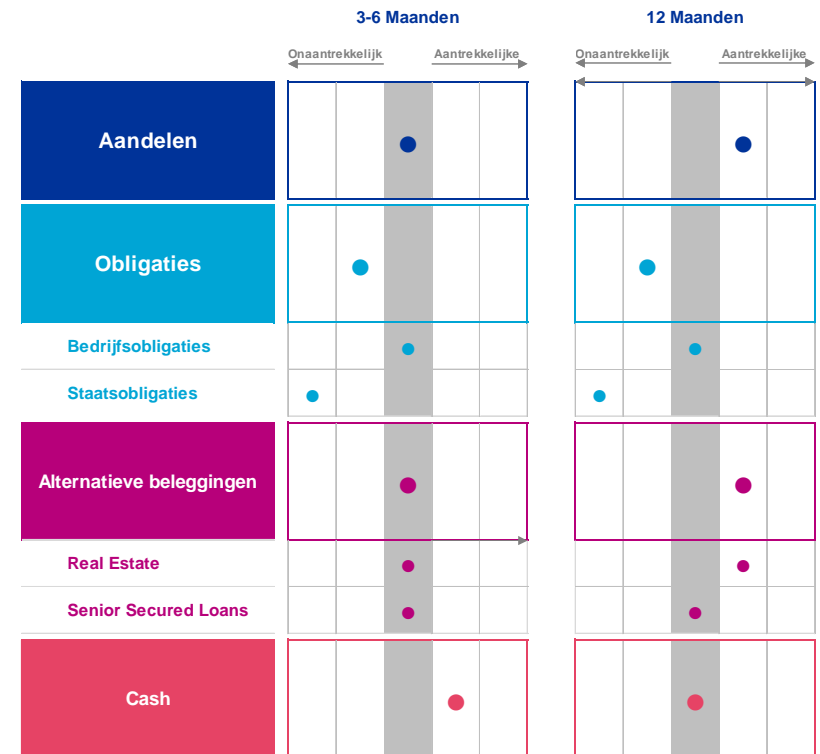 3-6 Maanden 12 Maanden
Onaantrekkelijk Aantrekkelijke Onaantrekkelijk Aantrekkelijke
Aandelen
Obligaties
Bedrijfsobligaties
Staatsobligaties
Alternatieve beleggingen
Real Estate
Senior Secured Loans
Cash